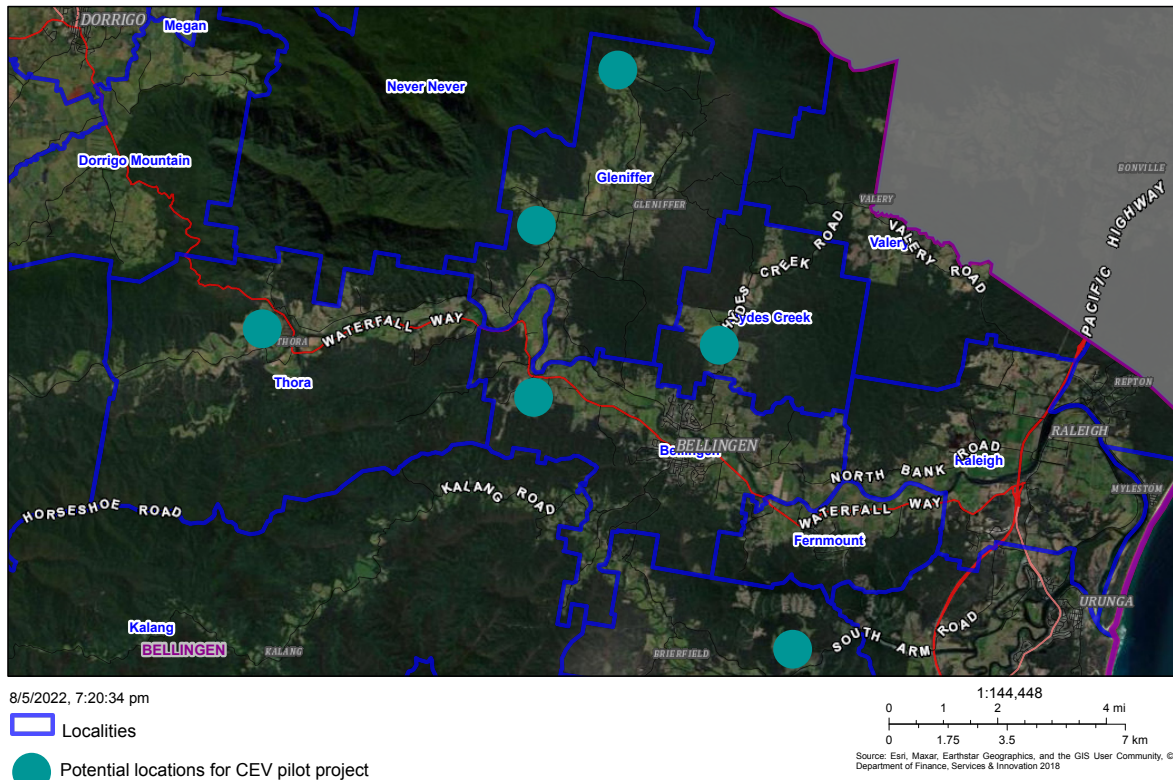 DORRIGO
Megan
Never Never
Dorrigo Mountain
Gleniffer
GLENIFFER
BONVILLE
VALERY
Valery
VALERY ROAD
PACIFIC HIGHWAY
HYDES CREEK ROAD
ydes Creek
THORA
WATERFALL WAY
Thora
REPTON
RALEIGH
BELLINGEN
NORTH BANK ROAD
Raleigh
MYLESTOM
KALANG ROAD
HORSESHOE ROAD
WATERFALL WAY
Fernmount
URUNGA
Kalang
BELLINGEN
KALANG
BRIERFIELD
SOUTH ARM ROAD
8/5/2022, 7:20:34 pm
Localities
Potential locations for CEV pilot project
1:144,448
0 1 2 4 mi
0 1.75 3.5 7 km
Source: Esri, Maxar, Earthstar Geographics, and the GIS User Community, ©
Department of Finance, Services & Innovation 2018